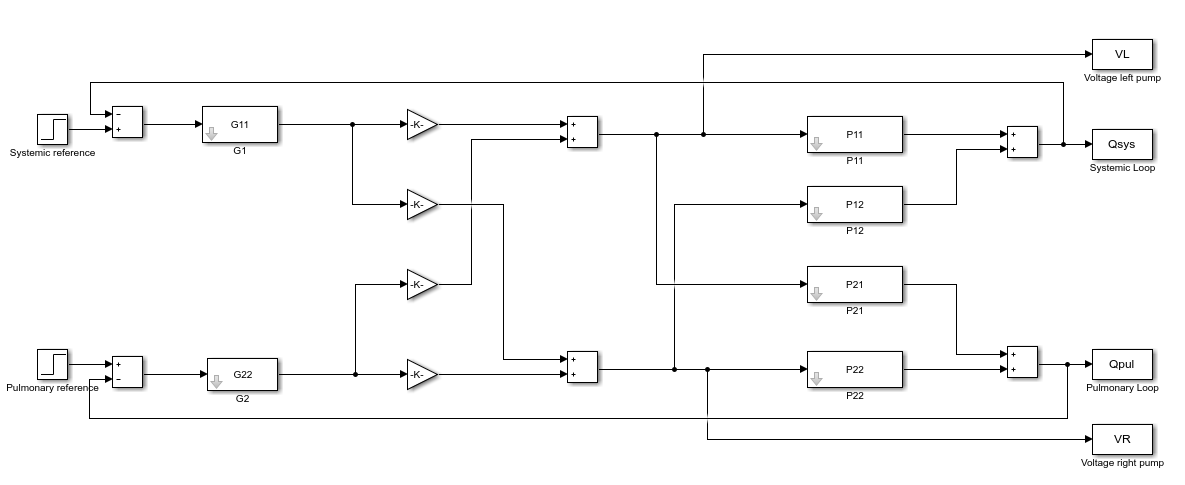 VL
Voltage left pump
−
+
Systemic reference
G11
G1
-K-
+
+
P11
P11
+
+
Qsys
Systemic Loop
-K-
P12
P12
-K-
P21
P21
+
−
Pulmonary reference
G22
G2
-K-
+
+
P22
P22
+
+
Qpul
Pulmonary Loop
VR
Voltage right pump